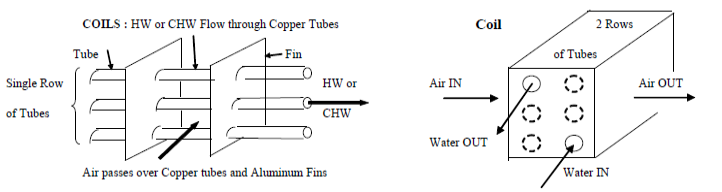 COILS : HW or CHW Flow through Copper Tubes
Tube
Fin
Single Row
of Tubes
HW or
CHW
Air passes over Copper tubes and Aluminum Fins
Coil
2 Rows
of Tubes
Air IN
Air OUT
Water OUT
Water IN